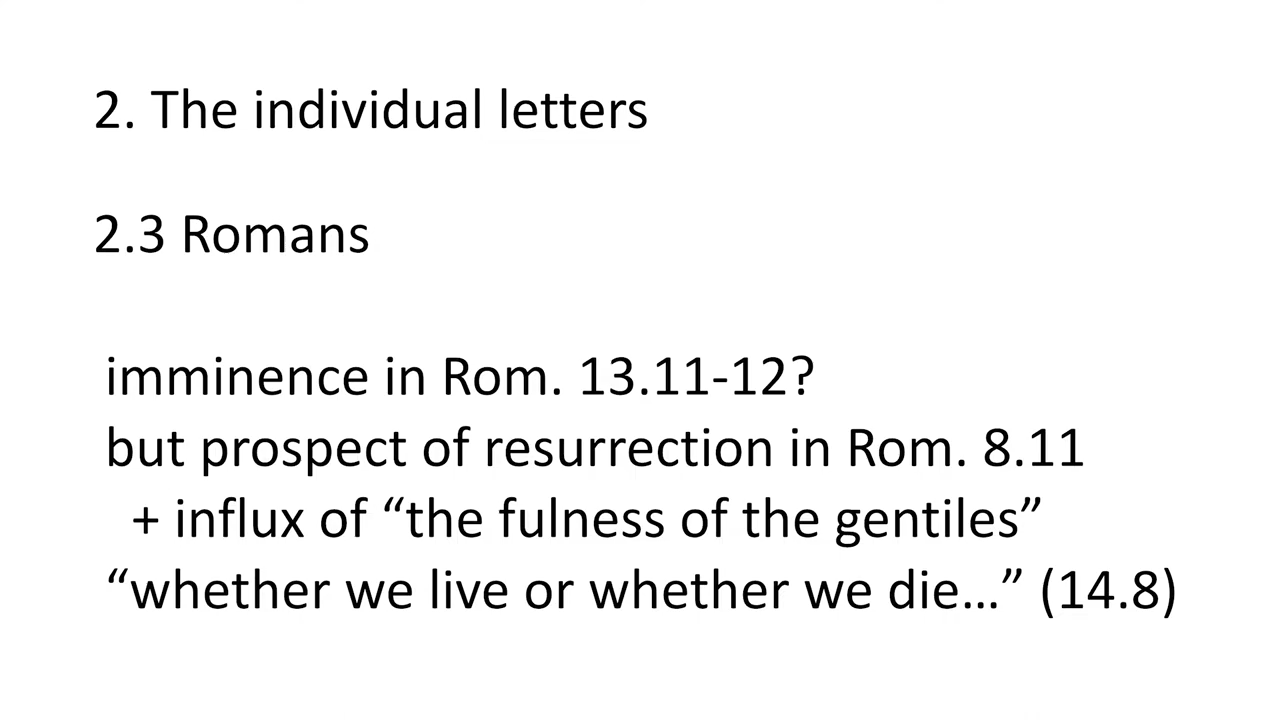 2. The individual letters
2.3 Romans
imminence in Rom. 13.11-12?
but prospect of resurrection in Rom. 8.11
+ influx of “the fulness of the gentiles”
“whether we live or whether we die…” (14.8)